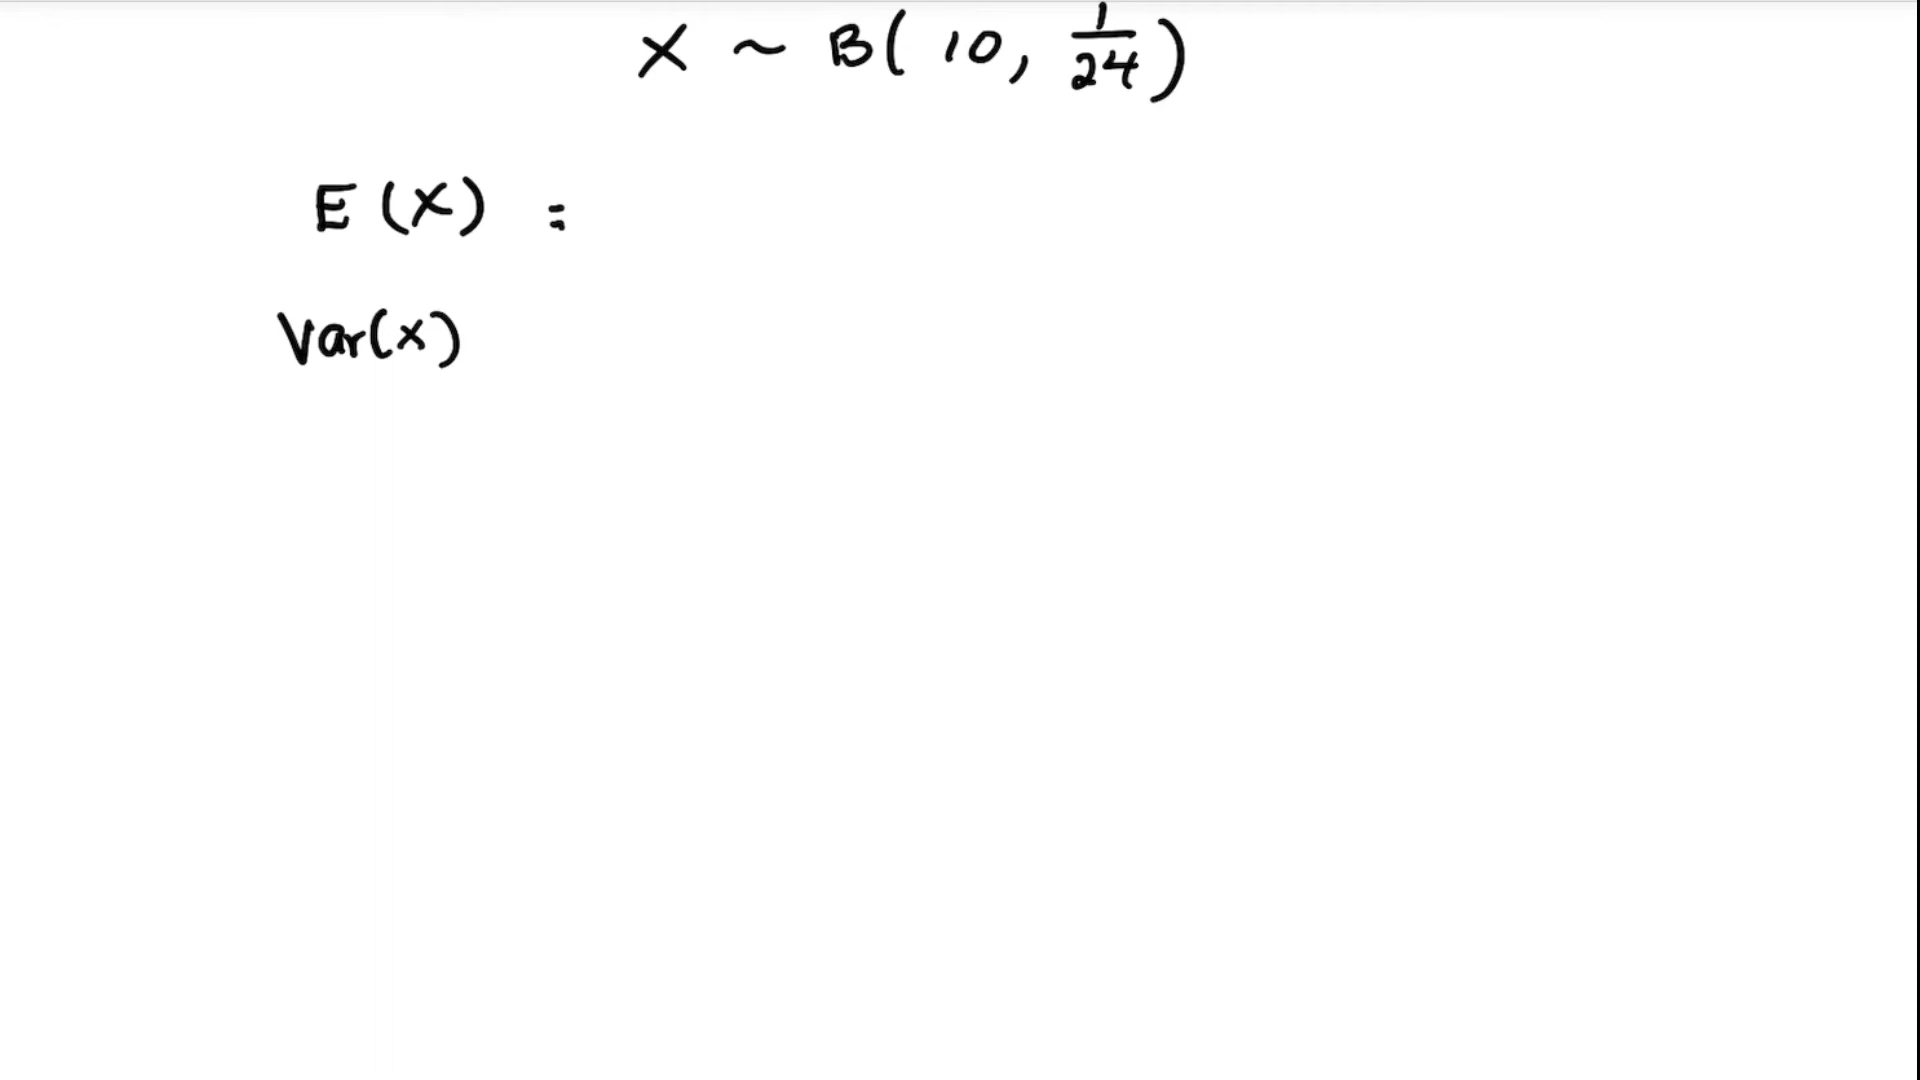 X ~ B( 10, 1/24 )
E (X) =
Var(x)